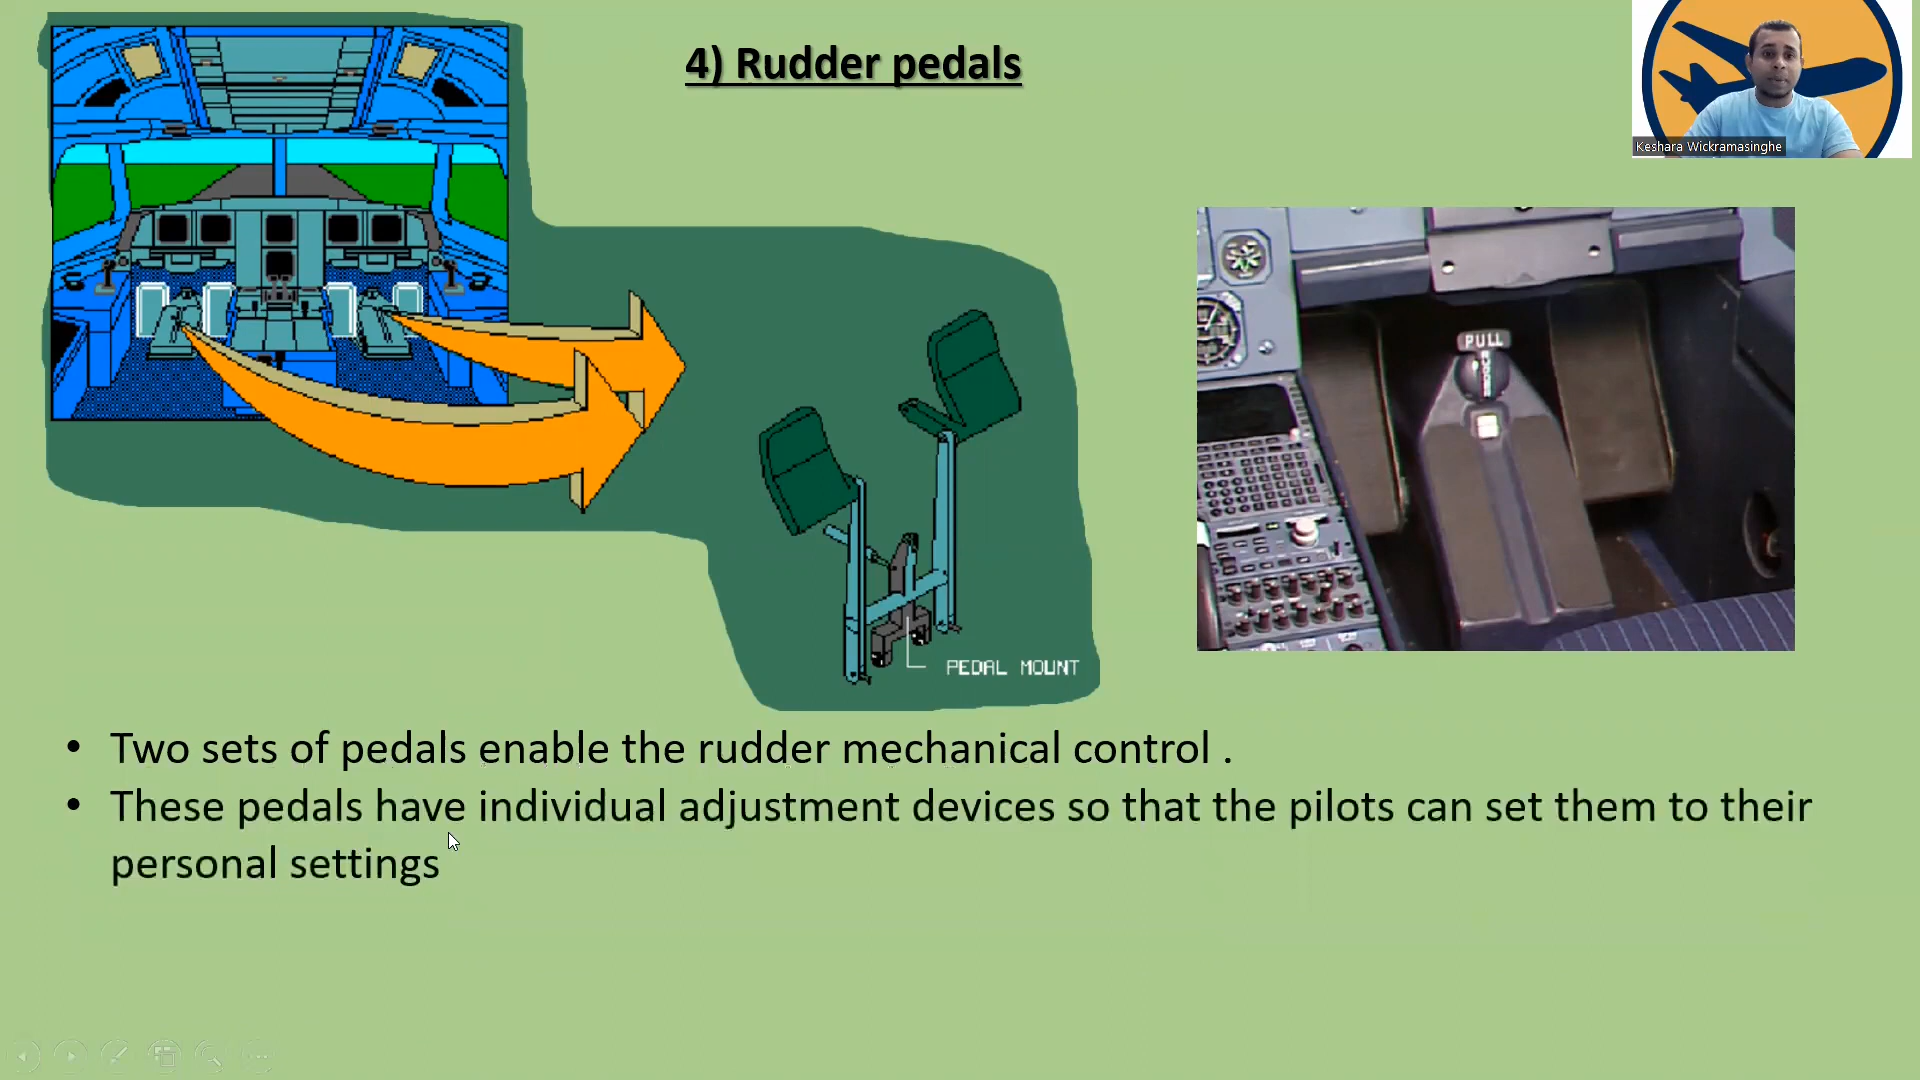 4) Rudder pedals
Keshara Wickramasinghe
PULL
PEDAL MOUNT
• Two sets of pedals enable the rudder mechanical control .
• These pedals have individual adjustment devices so that the pilots can set them to their
personal settings